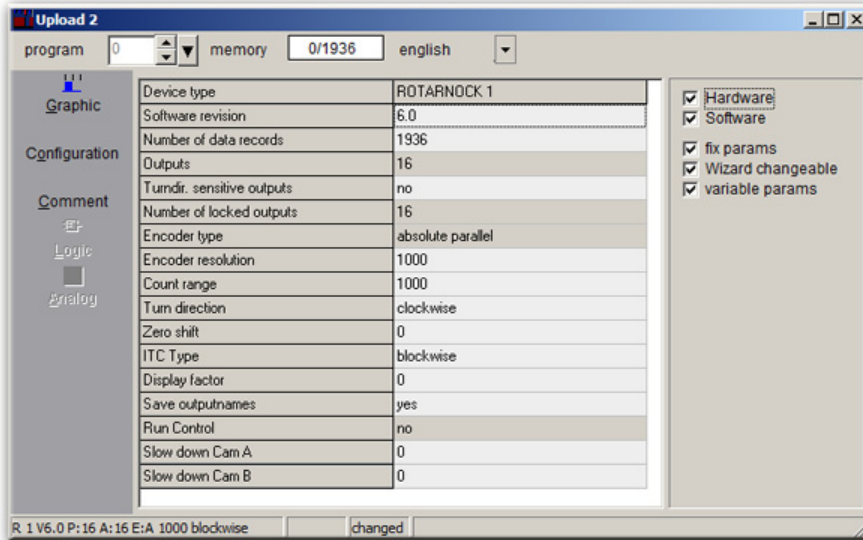 Upload 2
program 0 memory 0/1936 english
Graphic
Configuration
Comment
Logic
Analog
Device type ROTARNOCK 1
Software revision 6.0
Number of data records 1936
Outputs 16
Turndir. sensitive outputs no
Number of locked outputs 16
Encoder type absolute parallel
Encoder resolution 1000
Count range 1000
Turn direction clockwise
Zero shift 0
ITC Type blockwise
Display factor 0
Save outputnames yes
Run Control no
Slow down Cam A 0
Slow down Cam B 0
Hardware
Software
fix params
Wizard changeable
variable params
R 1 V6.0 P:16 A:16 E:A 1000 blockwise changed